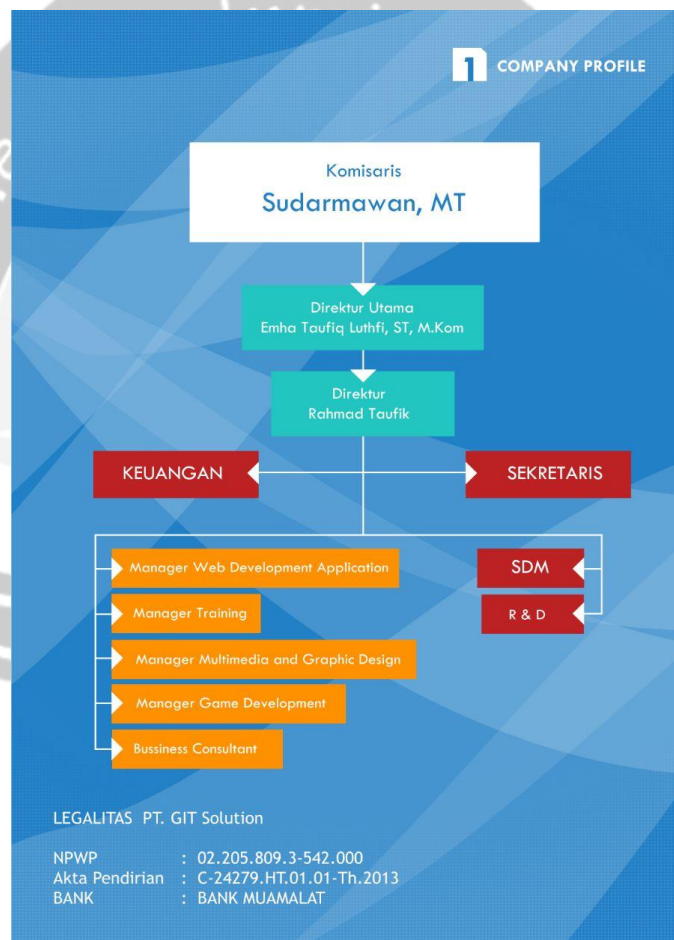 1 COMPANY PROFILE
Komisaris
Sudarmawan, MT
Direktur Utama
Emha Taufiq Luthfi, ST, M.Kom
Direktur
Rahmad Taufik
KEUANGAN
SEKRETARIS
Manager Web Development Application
SDM
Manager Training
R & D
Manager Multimedia and Graphic Design
Manager Game Development
Bussiness Consultant
LEGALITAS PT. GIT Solution
NPWP : 02.205.809.3-542.000
Akta Pendirian : C-24279.HT.01.01-Th.2013
BANK : BANK MUAMALAT